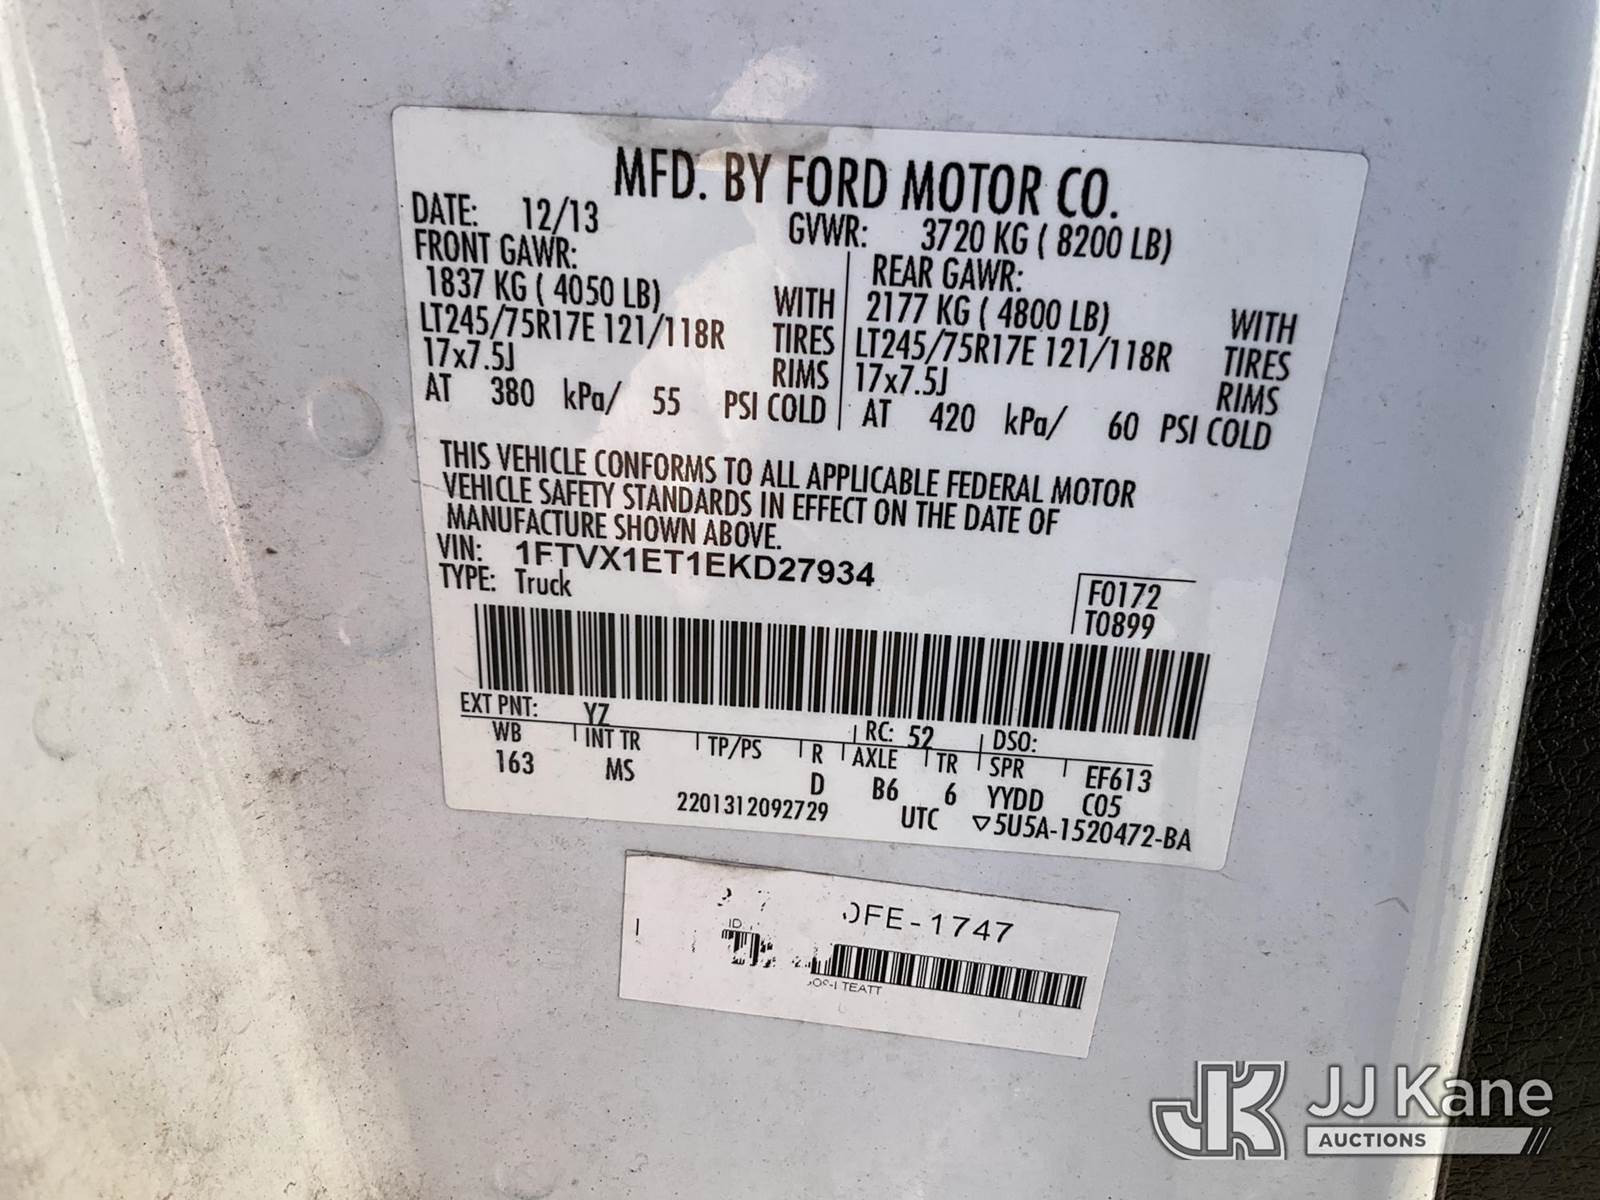 MFD. BY FORD MOTOR CO.
DATE: 12/13 GVWR: 3720 KG ( 8200 LB)
FRONT GAWR: REAR GAWR:
1837 KG ( 4050 LB) WITH 2177 KG ( 4800 LB) WITH
LT245/75R17E 121/118R TIRES LT245/75R17E 121/118R TIRES
17x7.5J RIMS 17x7.5J RIMS
AT 380 kPa/ 55 PSI COLD AT 420 kPa/ 60 PSI COLD
THIS VEHICLE CONFORMS TO ALL APPLICABLE FEDERAL MOTOR
VEHICLE SAFETY STANDARDS IN EFFECT ON THE DATE OF
MANUFACTURE SHOWN ABOVE.
VIN: 1FTVX1ET1EKD27934
TYPE: Truck
F0172
T0899
EXT PNT: YZ RC: 52 DSO:
WB INT TR TP/PS R AXLE TR SPR EF613
163 MS D B6 6 YYDD C05
2201312092729 UTC ▽5U5A-1520472-BA
FE-1747
ID
TEATT
JK JJ Kane
AUCTIONS